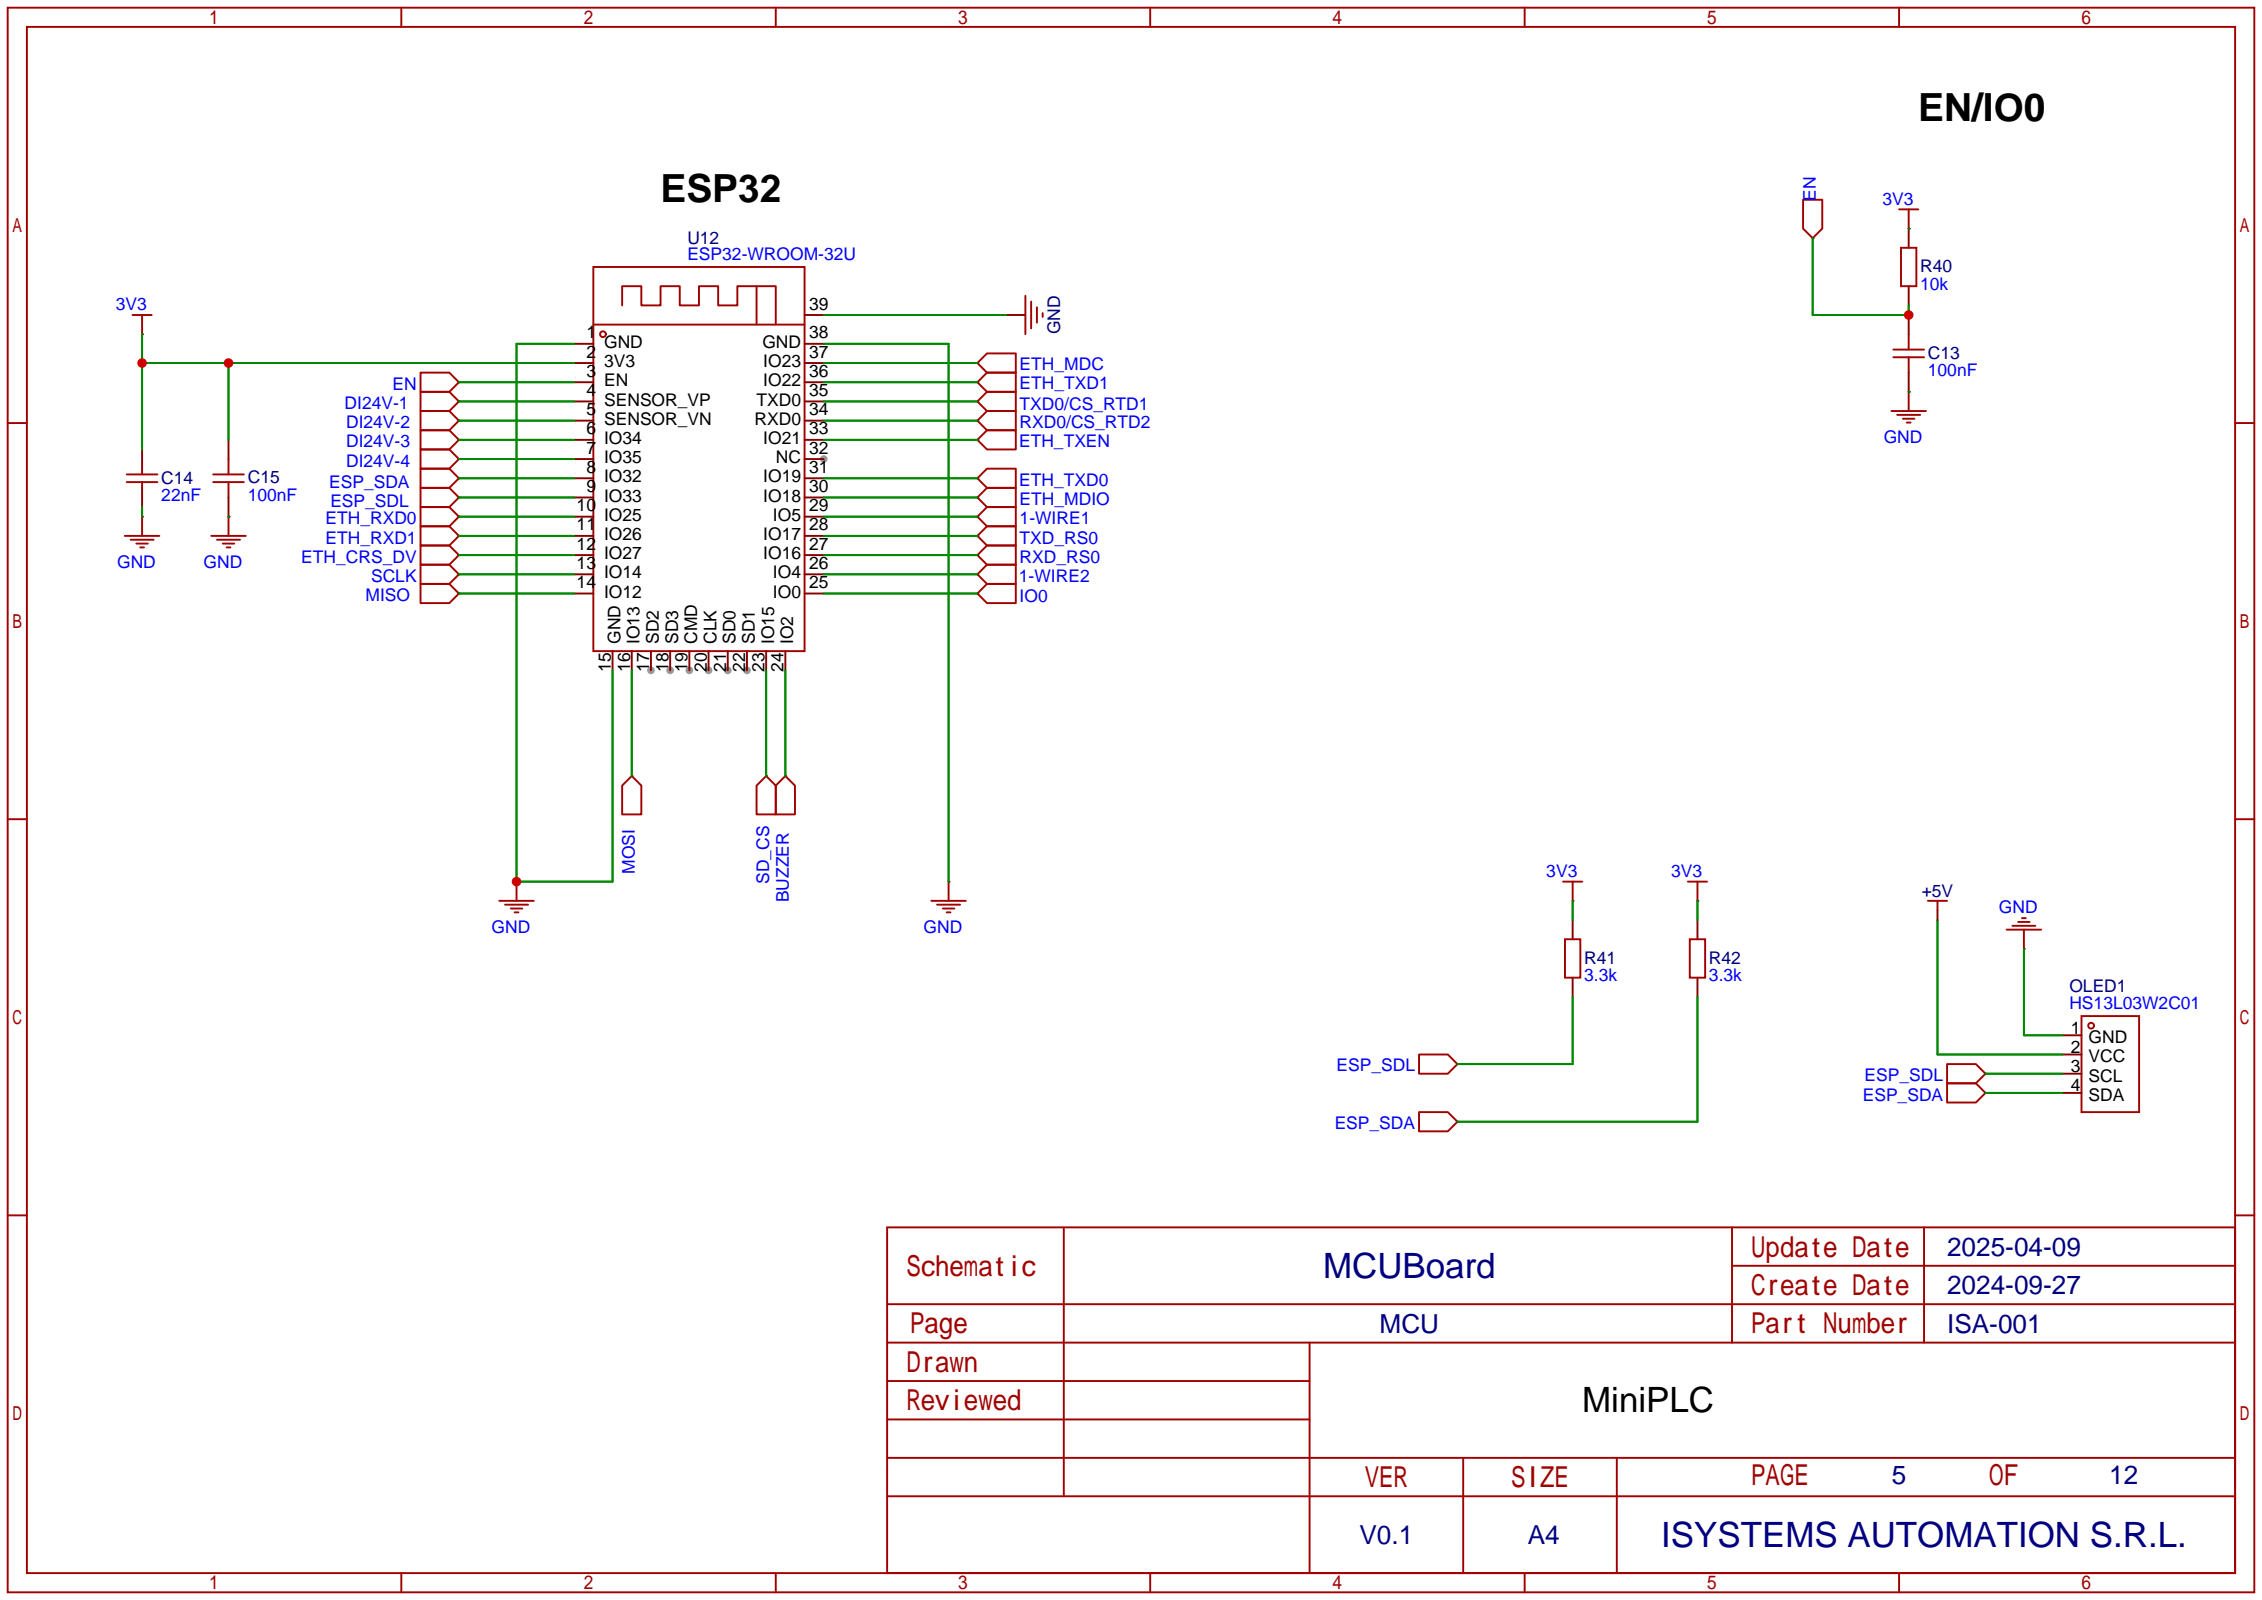 1 2 3 4 5 6
EN/IO0
ESP32
EN
3V3
A
A
U12
ESP32-WROOM-32U
R40
10k
3V3
39
GND
1 GND
2 3V3
3 EN
4 SENSOR_VP
5 SENSOR_VN
6 IO34
7 IO35
8 IO32
9 IO33
10 IO25
11 IO26
12 IO27
13 IO14
14 IO12
GND 38
IO23 37
IO22 36
TXD0 35
RXD0 34
IO21 33
NC 32
IO19 31
IO18 30
IO5 29
IO17 28
IO16 27
IO4 26
IO0 25
EN
DI24V-1
DI24V-2
DI24V-3
DI24V-4
ESP_SDA
ESP_SDL
ETH_RXD0
ETH_RXD1
ETH_CRS_DV
SCLK
MISO
ETH_MDC
ETH_TXD1
TXD0/CS_RTD1
RXD0/CS_RTD2
ETH_TXEN
ETH_TXD0
ETH_MDIO
1-WIRE1
TXD_RS0
RXD_RS0
1-WIRE2
IO0
C13
100nF
GND
C14
22nF
C15
100nF
GND
GND
B
B
GND IO13 SD2 SD3 CMD CLK SD0 SD1 IO15 IO2
15 16 17 18 19 20 21 22 23 24
MOSI
SD_CS
BUZZER
GND
GND
3V3
3V3
+5V
GND
R41
3.3k
R42
3.3k
OLED1
HS13L03W2C01
C
C
1 GND
2 VCC
3 SCL
4 SDA
ESP_SDL
ESP_SDA
ESP_SDL
ESP_SDA
Schematic
MCUBoard
Update Date 2025-04-09
Create Date 2024-09-27
Page
MCU
Part Number ISA-001
Drawn
Reviewed
MiniPLC
D
D
VER SIZE PAGE 5 OF 12
V0.1 A4 ISYSTEMS AUTOMATION S.R.L.
1 2 3 4 5 6